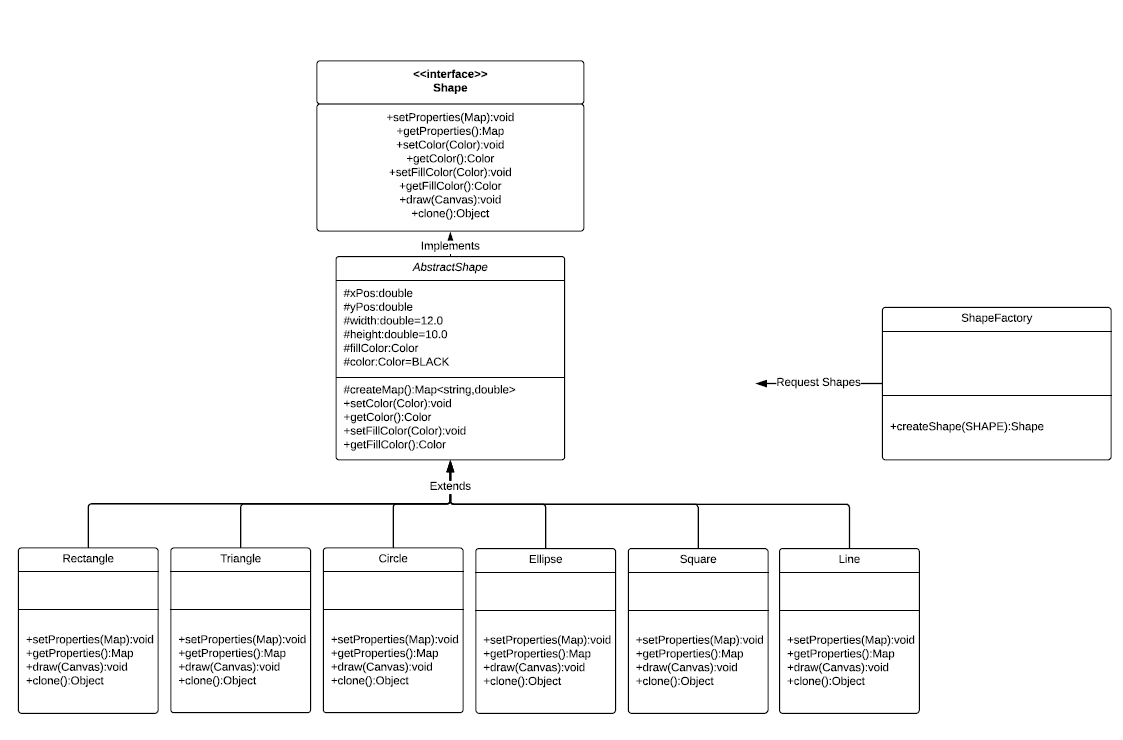 <<interface>>
Shape
+setProperties(Map):void
+getProperties():Map
+setColor(Color):void
+getColor():Color
+setFillColor(Color):void
+getFillColor():Color
+draw(Canvas):void
+clone():Object
Implements
AbstractShape
#xPos:double
#yPos:double
#width:double=12.0
#height:double=10.0
#fillColor:Color
#color:Color=BLACK
#createMap():Map<string,double>
+setColor(Color):void
+getColor():Color
+setFillColor(Color):void
+getFillColor():Color
ShapeFactory
Request Shapes
+createShape(SHAPE):Shape
Extends
Rectangle
+setProperties(Map):void
+getProperties():Map
+draw(Canvas):void
+clone():Object
Triangle
+setProperties(Map):void
+getProperties():Map
+draw(Canvas):void
+clone():Object
Circle
+setProperties(Map):void
+getProperties():Map
+draw(Canvas):void
+clone():Object
Ellipse
+setProperties(Map):void
+getProperties():Map
+draw(Canvas):void
+clone():Object
Square
+setProperties(Map):void
+getProperties():Map
+draw(Canvas):void
+clone():Object
Line
+setProperties(Map):void
+getProperties():Map
+draw(Canvas):void
+clone():Object